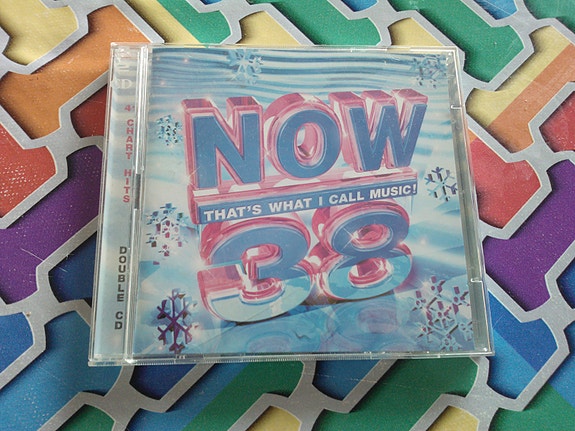 NOW
THAT'S WHAT I CALL MUSIC!
38
CHART HITS
DOUBLE CD